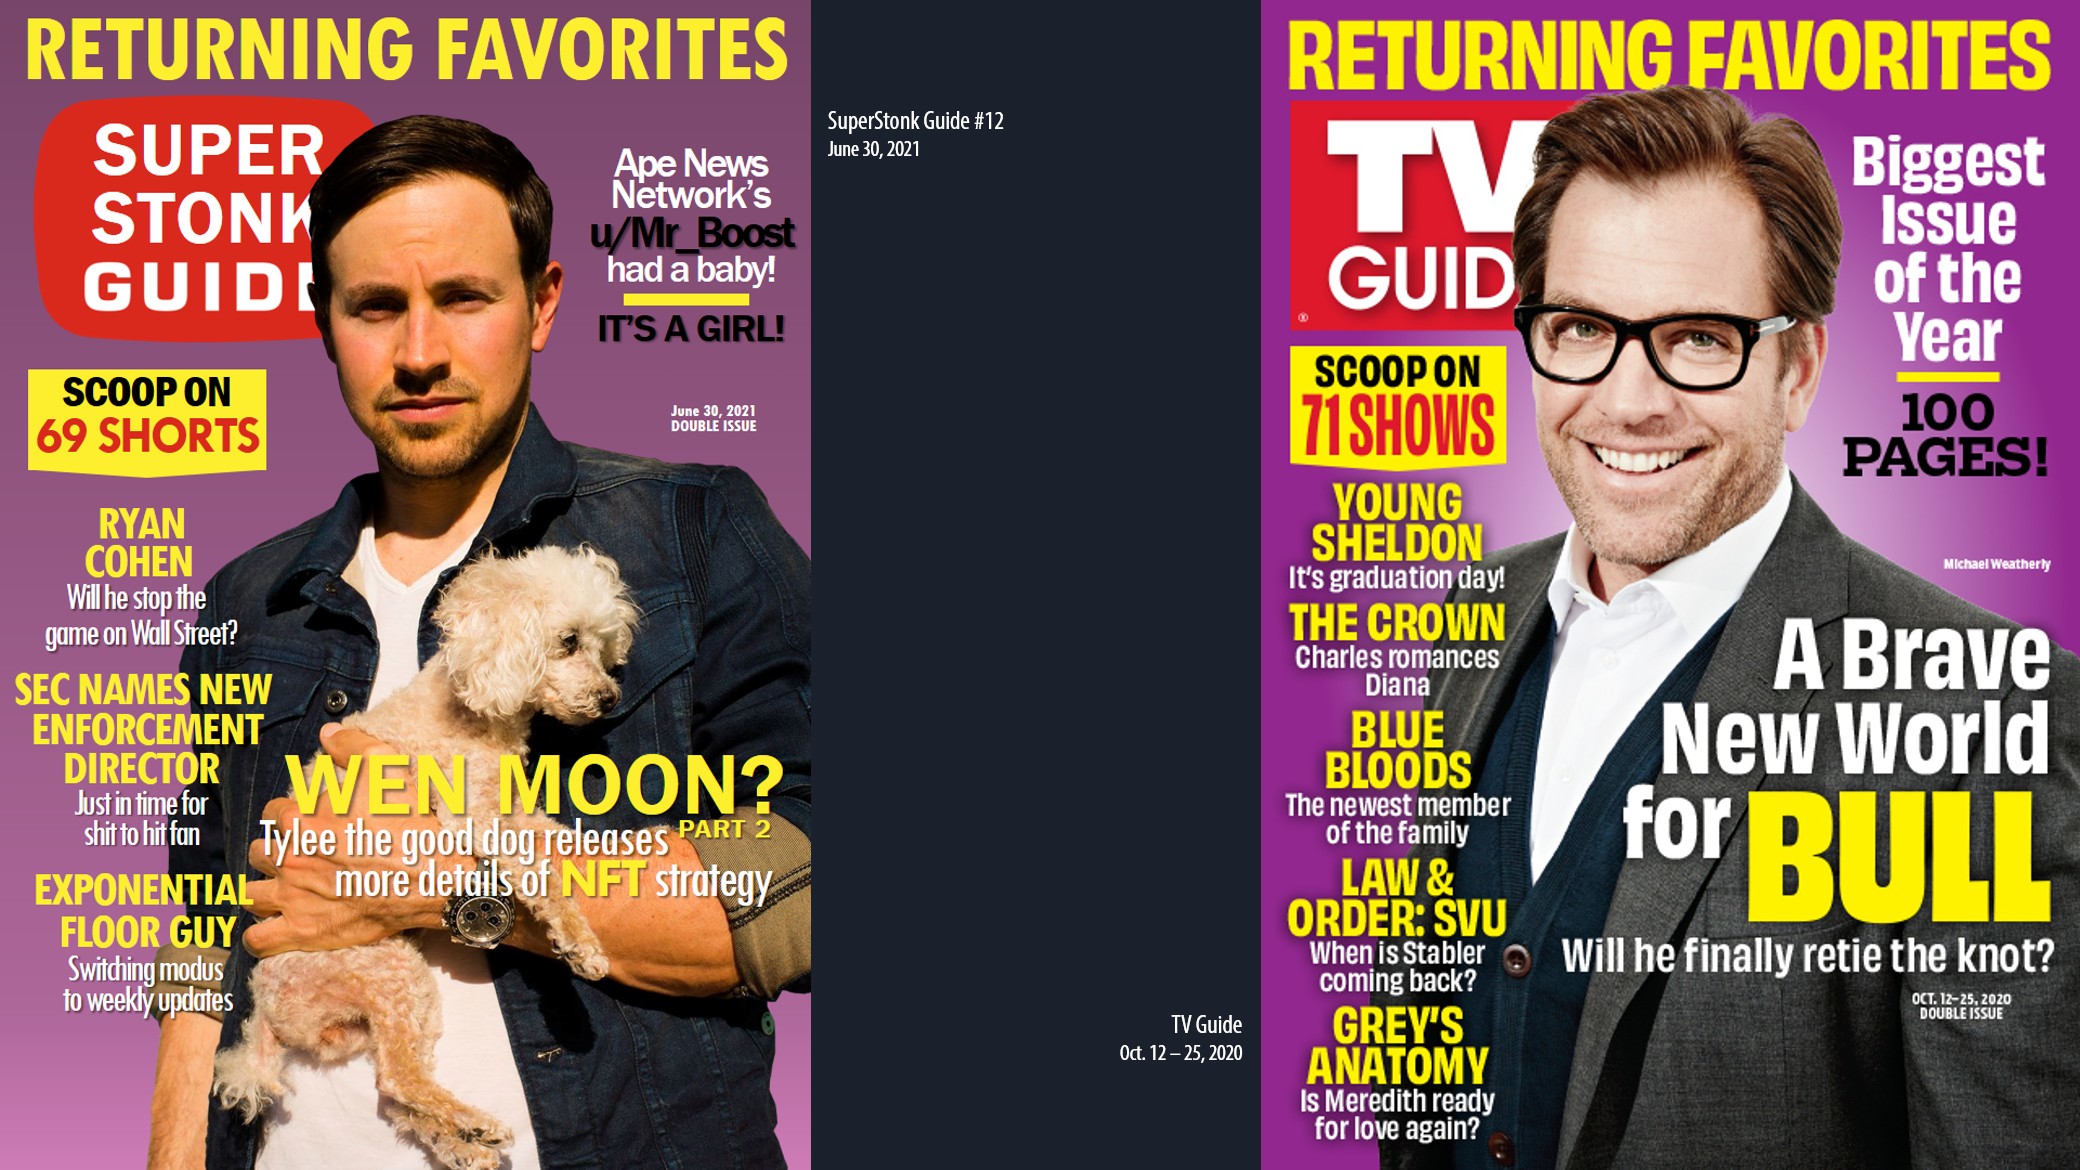 RETURNING FAVORITES
SUPER
STONK
GUIDE
Ape News
Network's
u/Mr_Boost
had a baby!
IT'S A GIRL!
SCOOP ON
69 SHORTS
June 30, 2021
DOUBLE ISSUE
RYAN
COHEN
Will he stop the
game on Wall Street?
SEC NAMES NEW
ENFORCEMENT
DIRECTOR
Just in time for
shit to hit fan
EXPONENTIAL
FLOOR GUY
Switching modus
to weekly updates
WEN MOON?
PART 2
Tylee the good dog releases
more details of NFT strategy
SuperStonk Guide #12
June 30, 2021
TV Guide
Oct. 12 – 25, 2020
RETURNING FAVORITES
TV
GUID
®
Biggest
Issue
of the
Year
100
PAGES!
SCOOP ON
71 SHOWS
YOUNG
SHELDON
It's graduation day!
THE CROWN
Charles romances
Diana
BLUE
BLOODS
The newest member
of the family
LAW &
ORDER: SVU
When is Stabler
coming back?
GREY'S
ANATOMY
Is Meredith ready
for love again?
Michael Weatherly
A Brave
New World
for BULL
Will he finally retie the knot?
OCT. 12–25, 2020
DOUBLE ISSUE